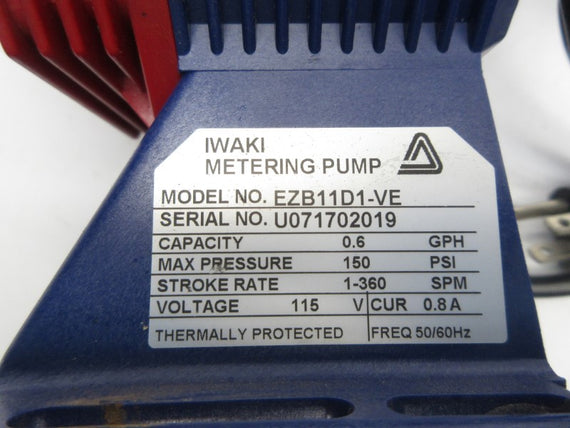 IWAKI
METERING PUMP
MODEL NO. EZB11D1-VE
SERIAL NO. U071702019
CAPACITY 0.6 GPH
MAX PRESSURE 150 PSI
STROKE RATE 1-360 SPM
VOLTAGE 115 V CUR 0.8 A
THERMALLY PROTECTED FREQ 50/60Hz